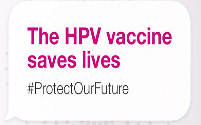 The HPV vaccine
saves lives
#ProtectOurFuture